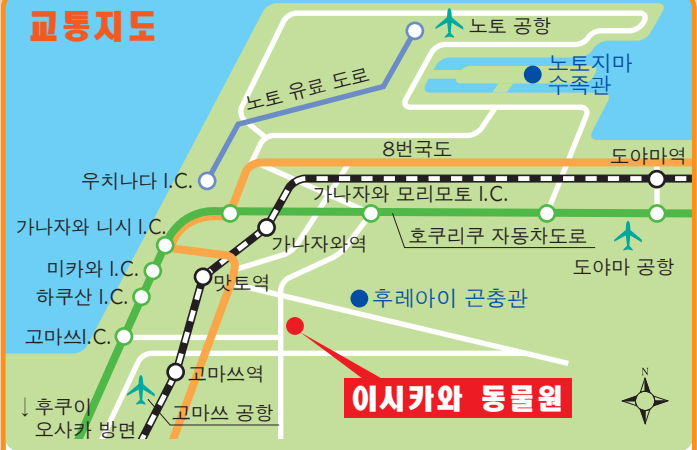 교통지도
노토 공항
노토지마
수족관
노토 유료 도로
8번국도
도야마역
우치나다 I.C.
가나자와 모리모토 I.C.
가나자와 니시 I.C.
가나자와역
호쿠리쿠 자동차도로
미카와 I.C.
맛토역
도야마 공항
하쿠산 I.C.
후레아이 곤충관
고마쓰I.C.
고마쓰역
이시카와 동물원
N
↓후쿠이
오사카 방면
고마쓰 공항